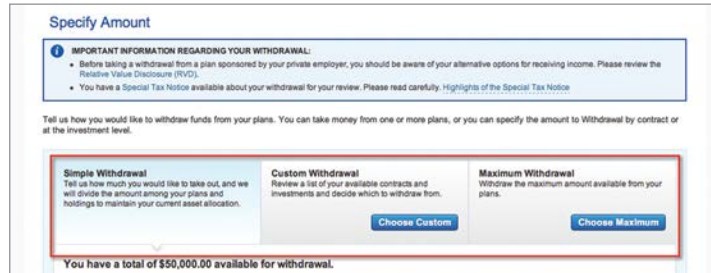 Specify Amount
IMPORTANT INFORMATION REGARDING YOUR WITHDRAWAL:
• Before taking a withdrawal from a plan sponsored by your private employer, you should be aware of your alternative options for receiving income. Please review the
Relative Value Disclosure (RVD).
• You have a Special Tax Notice available about your withdrawal for your review. Please read carefully. Highlights of the Special Tax Notice
Tell us how you would like to withdraw funds from your plans. You can take money from one or more plans, or you can specify the amount to Withdrawal by contract or
at the investment level.
Simple Withdrawal
Tell us how much you would like to take out, and we
will divide the amount among your plans and
holdings to maintain your current asset allocation.
Custom Withdrawal
Review a list of your available contracts and
investments and decide which to withdraw from.
Choose Custom
Maximum Withdrawal
Withdraw the maximum amount available from your
plans.
Choose Maximum
You have a total of $50,000.00 available for withdrawal.